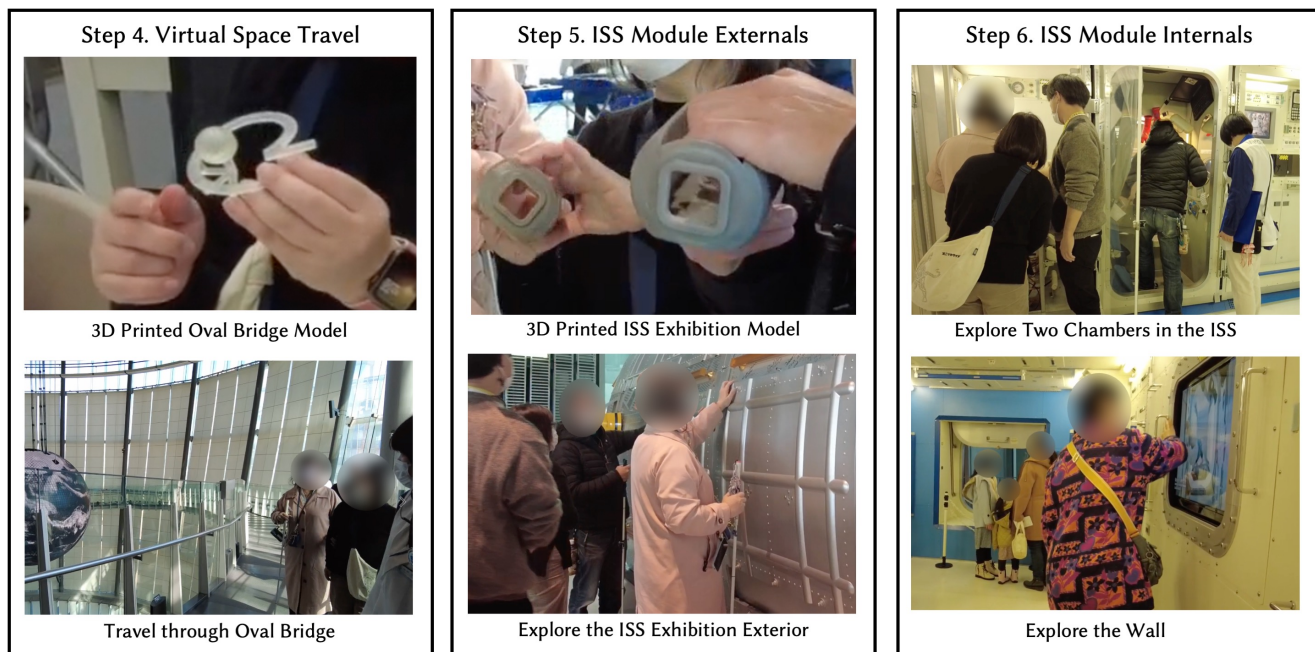 Step 4. Virtual Space Travel
3D Printed Oval Bridge Model
Travel through Oval Bridge
Step 5. ISS Module Externals
3D Printed ISS Exhibition Model
Explore the ISS Exhibition Exterior
Step 6. ISS Module Internals
Explore Two Chambers in the ISS
Explore the Wall